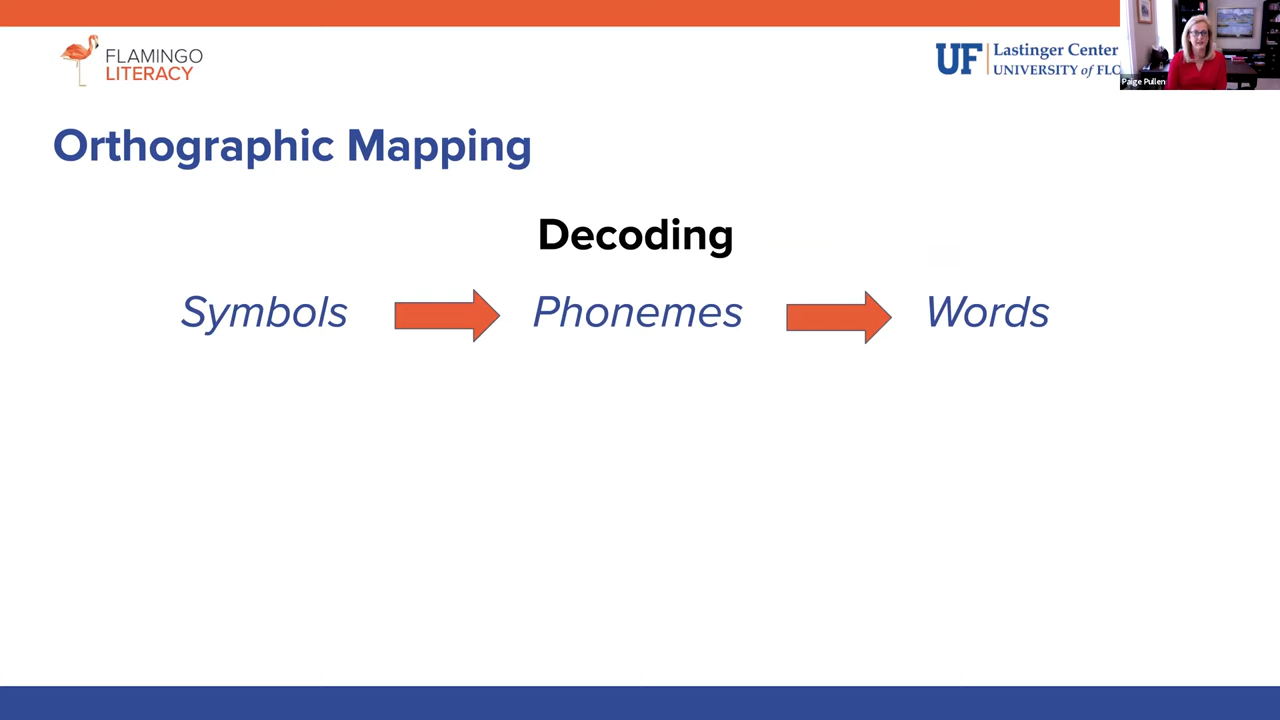 FLAMINGO
LITERACY
UF Lastinger Center
UNIVERSITY of FLO
Paige Pullen
Orthographic Mapping
Decoding
Symbols Phonemes Words